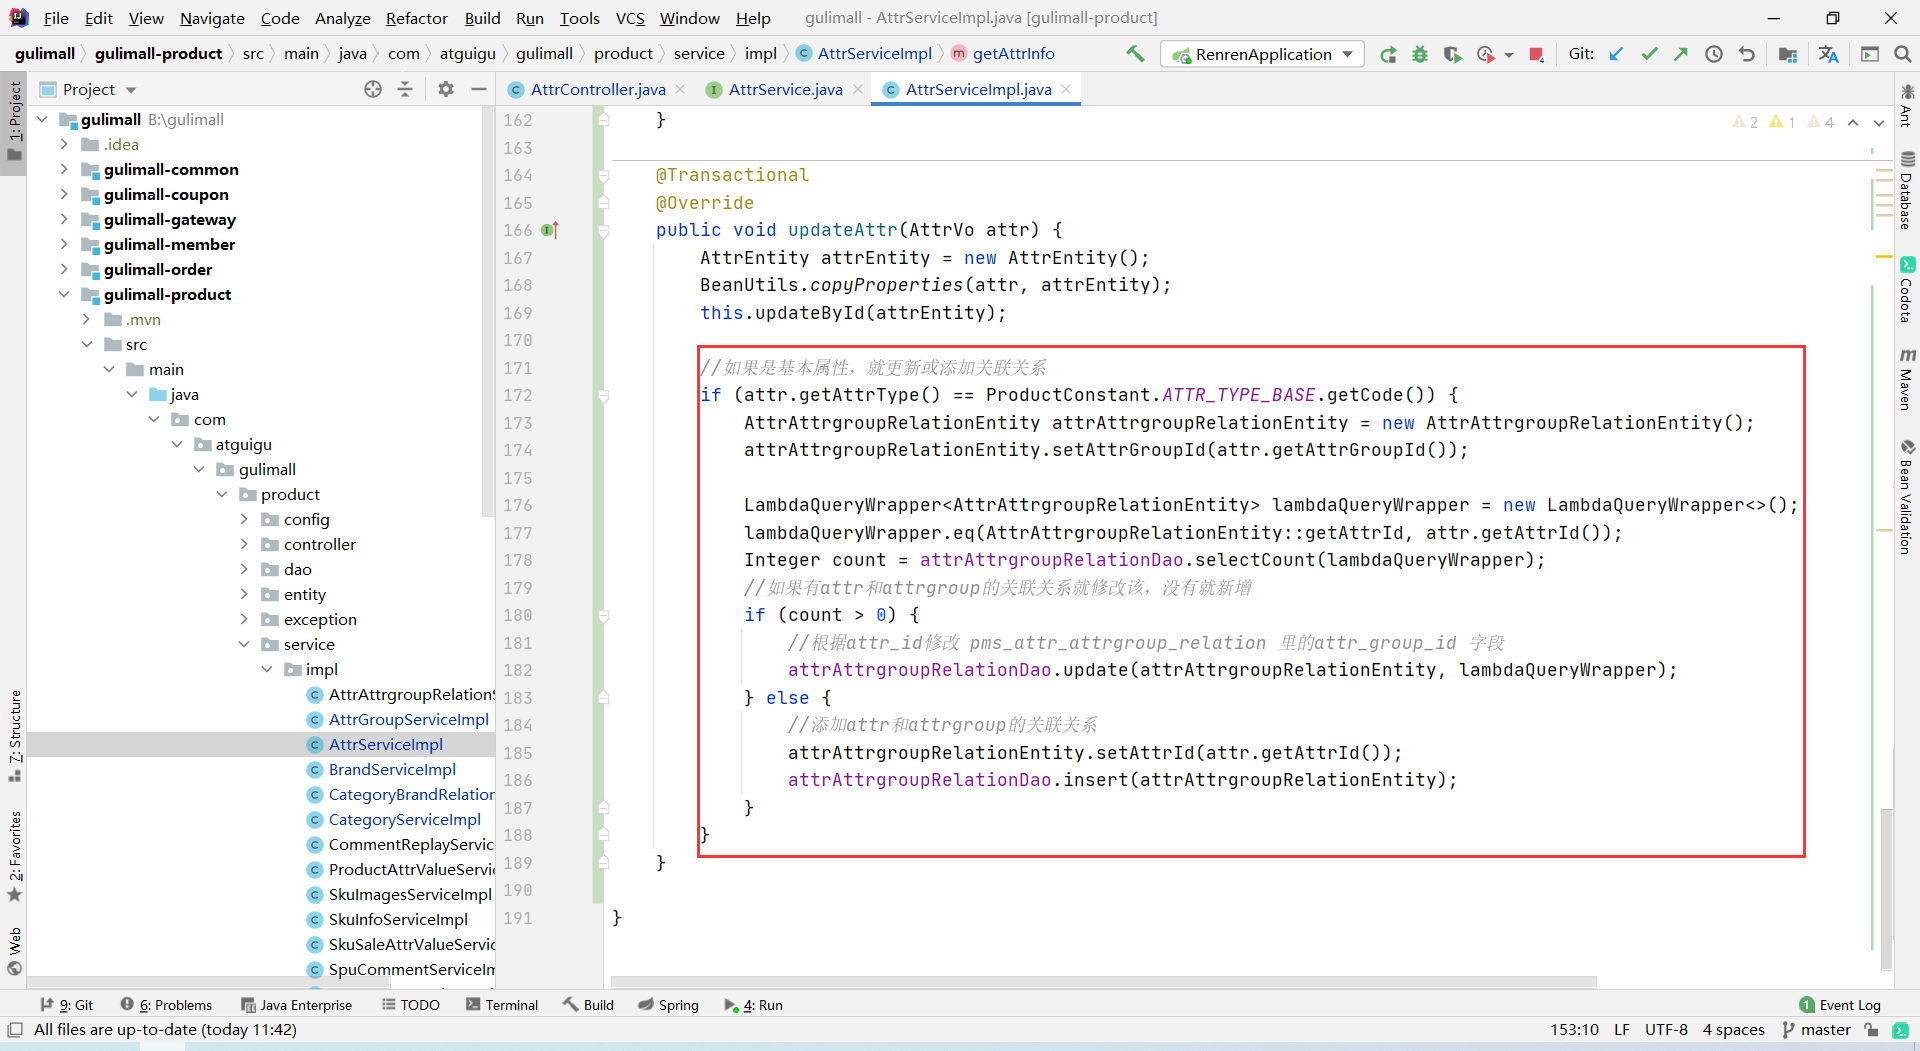 File Edit View Navigate Code Analyze Refactor Build Run Tools VCS Window Help gulimall - AttrServiceImpl.java [gulimall-product]
gulimall gulimall-product src main java com atguigu gulimall product service impl AttrServiceImpl getAttrInfo RenrenApplication Git:
Project AttrController.java AttrService.java AttrServiceImpl.java
1: Project
7: Structure
2: Favorites
Web
gulimall B:\gulimall
.idea
gulimall-common
gulimall-coupon
gulimall-gateway
gulimall-member
gulimall-order
gulimall-product
.mvn
src
main
java
com
atguigu
gulimall
product
config
controller
dao
entity
exception
service
impl
AttrAttrgroupRelationS
AttrGroupServiceImpl
AttrServiceImpl
BrandServiceImpl
CategoryBrandRelation
CategoryServiceImpl
CommentReplayServic
ProductAttrValueServic
SkuImagesServiceImpl
SkuInfoServiceImpl
SkuSaleAttrValueServic
SpuCommentServiceIm
2 1 4
162 }
163
164 @Transactional
165 @Override
166 public void updateAttr(AttrVo attr) {
167 AttrEntity attrEntity = new AttrEntity();
168 BeanUtils.copyProperties(attr, attrEntity);
169 this.updateById(attrEntity);
170
171 //如果是基本属性，就更新或添加关联关系
172 if (attr.getAttrType() == ProductConstant.ATTR_TYPE_BASE.getCode()) {
173 AttrAttrgroupRelationEntity attrAttrgroupRelationEntity = new AttrAttrgroupRelationEntity();
174 attrAttrgroupRelationEntity.setAttrGroupId(attr.getAttrGroupId());
175
176 LambdaQueryWrapper<AttrAttrgroupRelationEntity> lambdaQueryWrapper = new LambdaQueryWrapper<>();
177 lambdaQueryWrapper.eq(AttrAttrgroupRelationEntity::getAttrId, attr.getAttrId());
178 Integer count = attrAttrgroupRelationDao.selectCount(lambdaQueryWrapper);
179 //如果有attr和attrgroup的关联关系就修改该，没有就新增
180 if (count > 0) {
181 //根据attr_id修改 pms_attr_attrgroup_relation 里的attr_group_id 字段
182 attrAttrgroupRelationDao.update(attrAttrgroupRelationEntity, lambdaQueryWrapper);
183 } else {
184 //添加attr和attrgroup的关联关系
185 attrAttrgroupRelationEntity.setAttrId(attr.getAttrId());
186 attrAttrgroupRelationDao.insert(attrAttrgroupRelationEntity);
187 }
188 }
189 }
190
191 }
Ant
Database
Codota
Maven
Bean Validation
9: Git 6: Problems Java Enterprise TODO Terminal Build Spring 4: Run 1 Event Log
All files are up-to-date (today 11:42) 153:10 LF UTF-8 4 spaces master